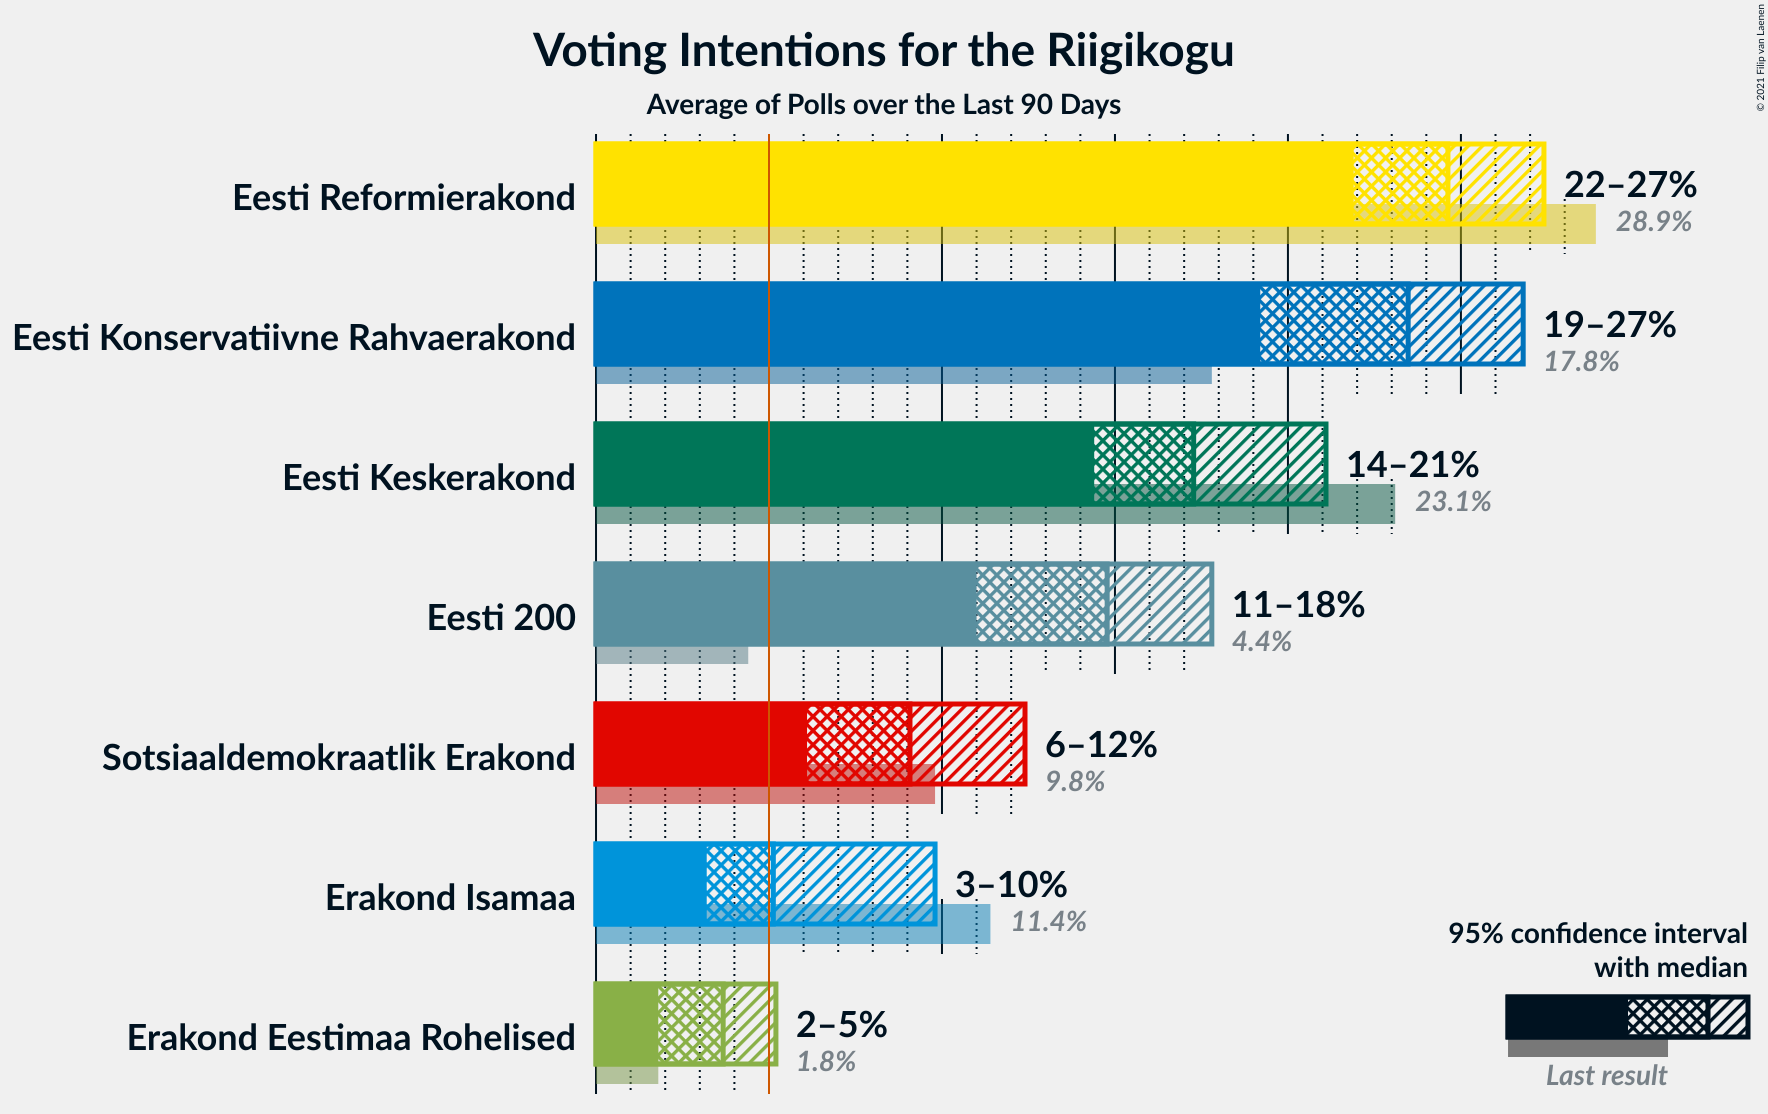 Voting Intentions for the Riigikogu
Average of Polls over the Last 90 Days
© 2021 Filip van Laenen
Eesti Reformierakond
22–27%
28.9%
Eesti Konservatiivne Rahvaerakond
19–27%
17.8%
Eesti Keskerakond
14–21%
23.1%
Eesti 200
11–18%
4.4%
Sotsiaaldemokraatlik Erakond
6–12%
9.8%
Erakond Isamaa
3–10%
11.4%
Erakond Eestimaa Rohelised
2–5%
1.8%
95% confidence interval
with median
Last result